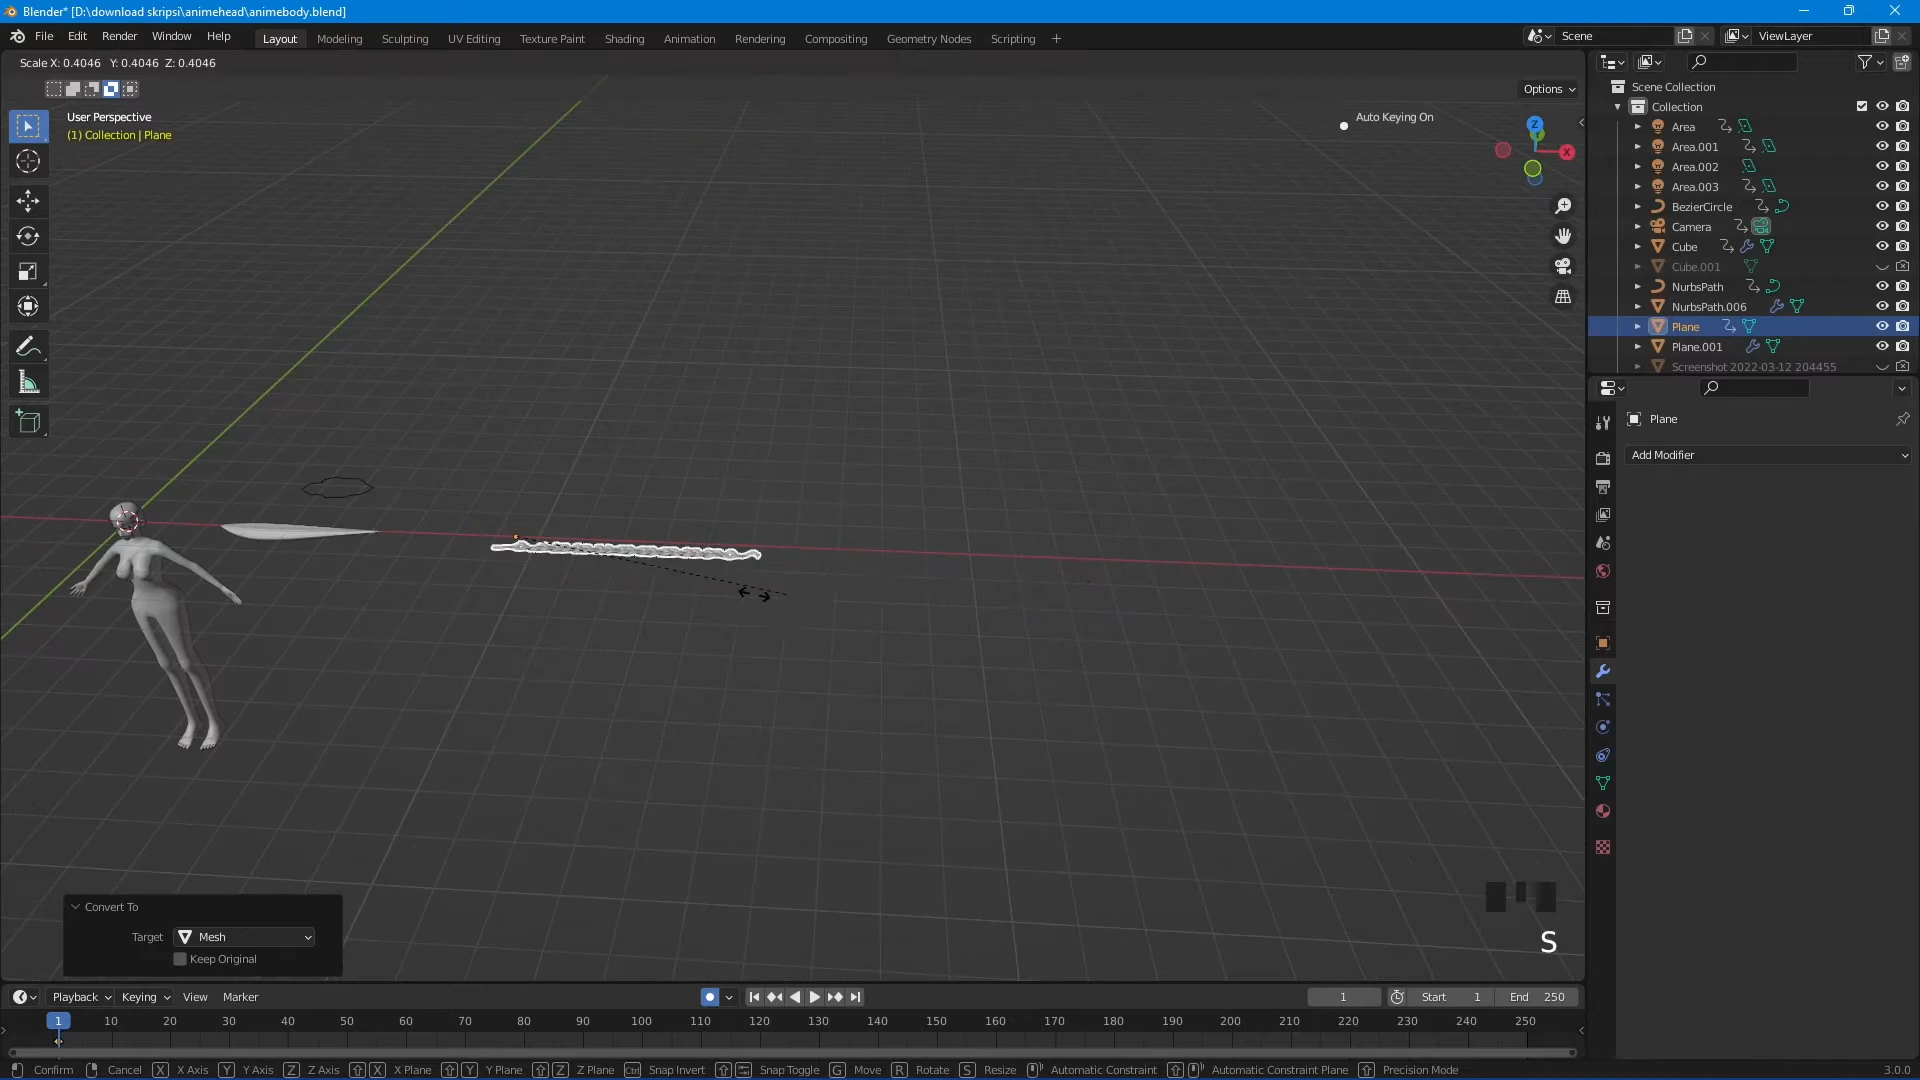 Blender* [D:\download skripsi\animehead\animebody.blend]
File Edit Render Window Help Layout Modeling Sculpting UV Editing Texture Paint Shading Animation Rendering Compositing Geometry Nodes Scripting Scene ViewLayer
Scale X: 0.4046 Y: 0.4046 Z: 0.4046
Options
User Perspective
(1) Collection | Plane
Auto Keying On
Z
X
Scene Collection
Collection
Area
Area.001
Area.002
Area.003
BezierCircle
Camera
Cube
Cube.001
NurbsPath
NurbsPath.006
Plane
Plane.001
Screenshot 2022-03-12 204455
Plane
Add Modifier
Convert To
Target Mesh
Keep Original
S
Playback Keying View Marker 1 Start 1 End 250
1 10 20 30 40 50 60 70 80 90 100 110 120 130 140 150 160 170 180 190 200 210 220 230 240 250
Confirm Cancel X X Axis Y Y Axis Z Z Axis X X Plane Y Y Plane Z Z Plane Ctrl Snap Invert Snap Toggle G Move R Rotate S Resize Automatic Constraint Automatic Constraint Plane Precision Mode 3.0.0